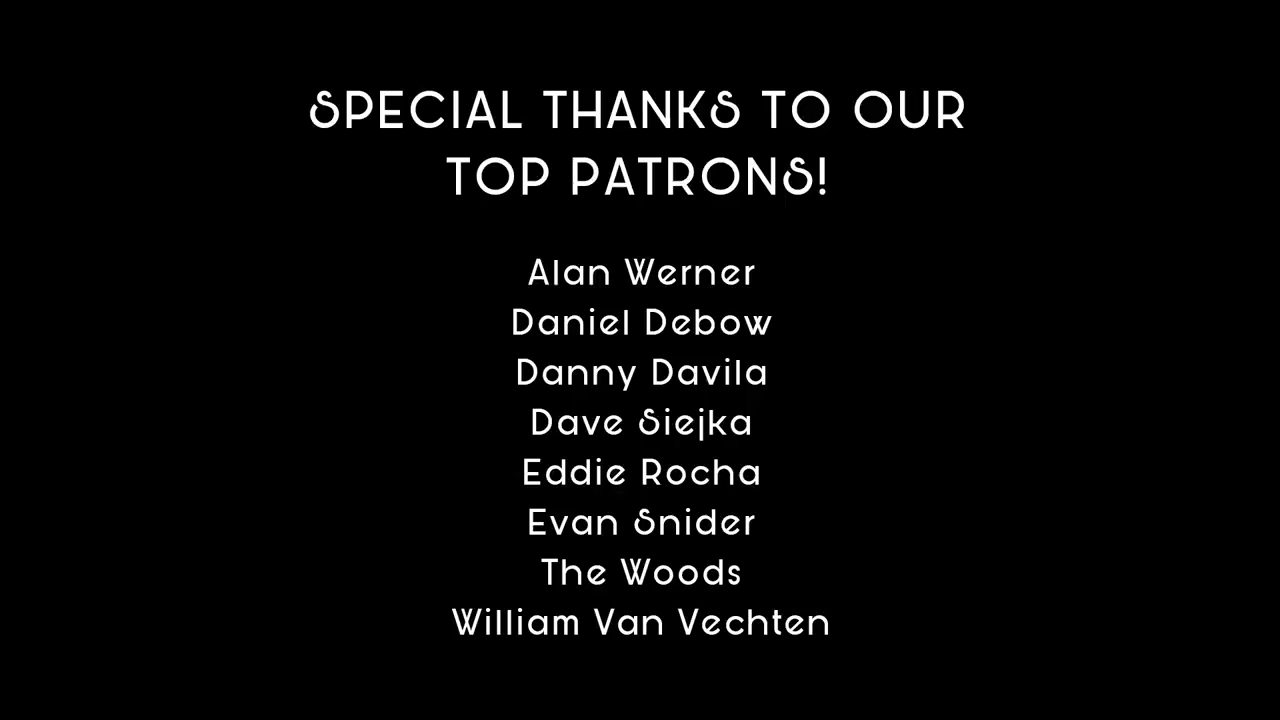 SPECIAL THANKS TO OUR
TOP PATRONS!
Alan Werner
Daniel Debow
Danny Davila
Dave Siejka
Eddie Rocha
Evan Snider
The Woods
William Van Vechten